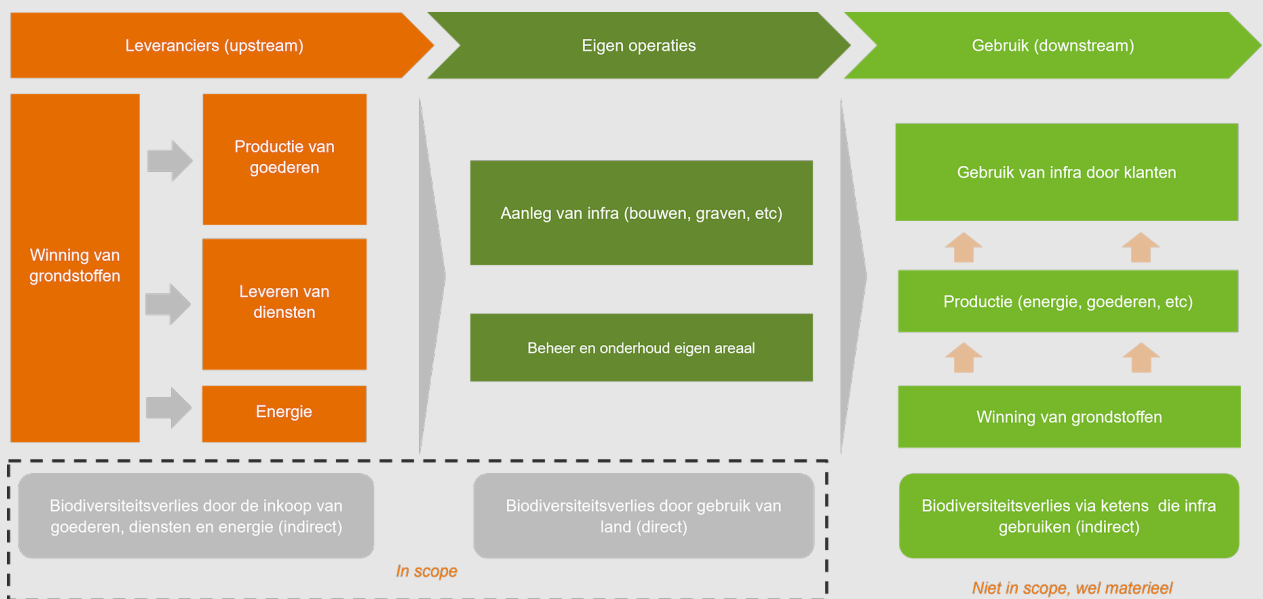 Leveranciers (upstream)
Eigen operaties
Gebruik (downstream)
Winning van
grondstoffen
Productie van
goederen
Leveren van
diensten
Energie
Aanleg van infra (bouwen, graven, etc)
Beheer en onderhoud eigen areaal
Gebruik van infra door klanten
Productie (energie, goederen, etc)
Winning van grondstoffen
Biodiversiteitsverlies door de inkoop van
goederen, diensten en energie (indirect)
Biodiversiteitsverlies door gebruik van
land (direct)
Biodiversiteitsverlies via ketens die infra
gebruiken (indirect)
In scope
Niet in scope, wel materieel